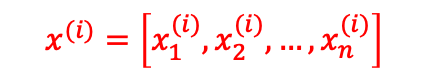 x^{(i)} = [x_1^{(i)}, x_2^{(i)}, ..., x_n^{(i)}]